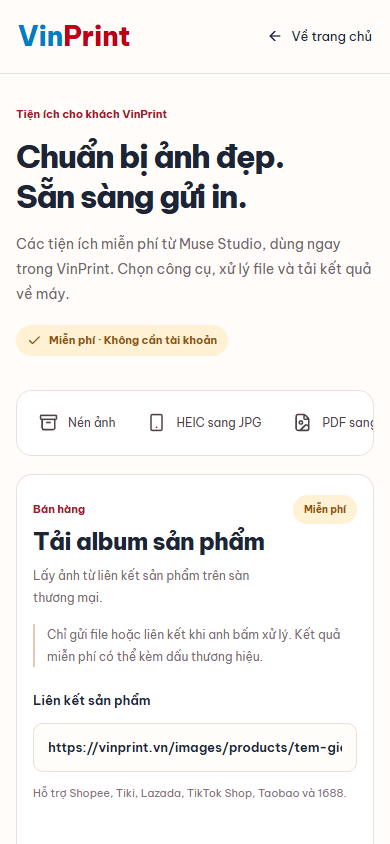 VinPrint
Về trang chủ
Tiện ích cho khách VinPrint
Chuẩn bị ảnh đẹp.
Sẵn sàng gửi in.
Các tiện ích miễn phí từ Muse Studio, dùng ngay
trong VinPrint. Chọn công cụ, xử lý file và tải kết quả
về máy.
Miễn phí · Không cần tài khoản
Nén ảnh
HEIC sang JPG
PDF sang
Bán hàng
Miễn phí
Tải album sản phẩm
Lấy ảnh từ liên kết sản phẩm trên sàn
thương mại.
Chỉ gửi file hoặc liên kết khi anh bấm xử lý. Kết quả
miễn phí có thể kèm dấu thương hiệu.
Liên kết sản phẩm
https://vinprint.vn/images/products/tem-gi
Hỗ trợ Shopee, Tiki, Lazada, TikTok Shop, Taobao và 1688.